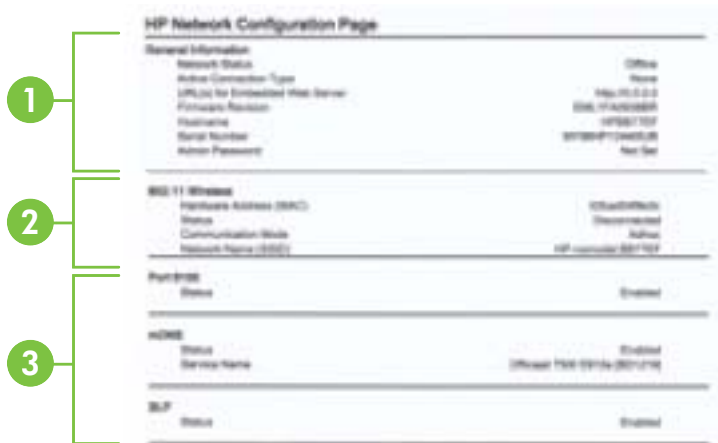 HP Network Configuration Page
1
General Information
Network Status Offline
Active Connection Type None
URL(s) for Embedded Web Server
Firmware Revision
Hostname
Serial Number
Admin Password Not Set
2
802.11 Wireless
Hardware Address (MAC)
Status Disconnected
Communication Mode Adhoc
Network Name (SSID)
3
Port 9100
Status Enabled
mDNS
Status Enabled
Service Name
SLP
Status Enabled